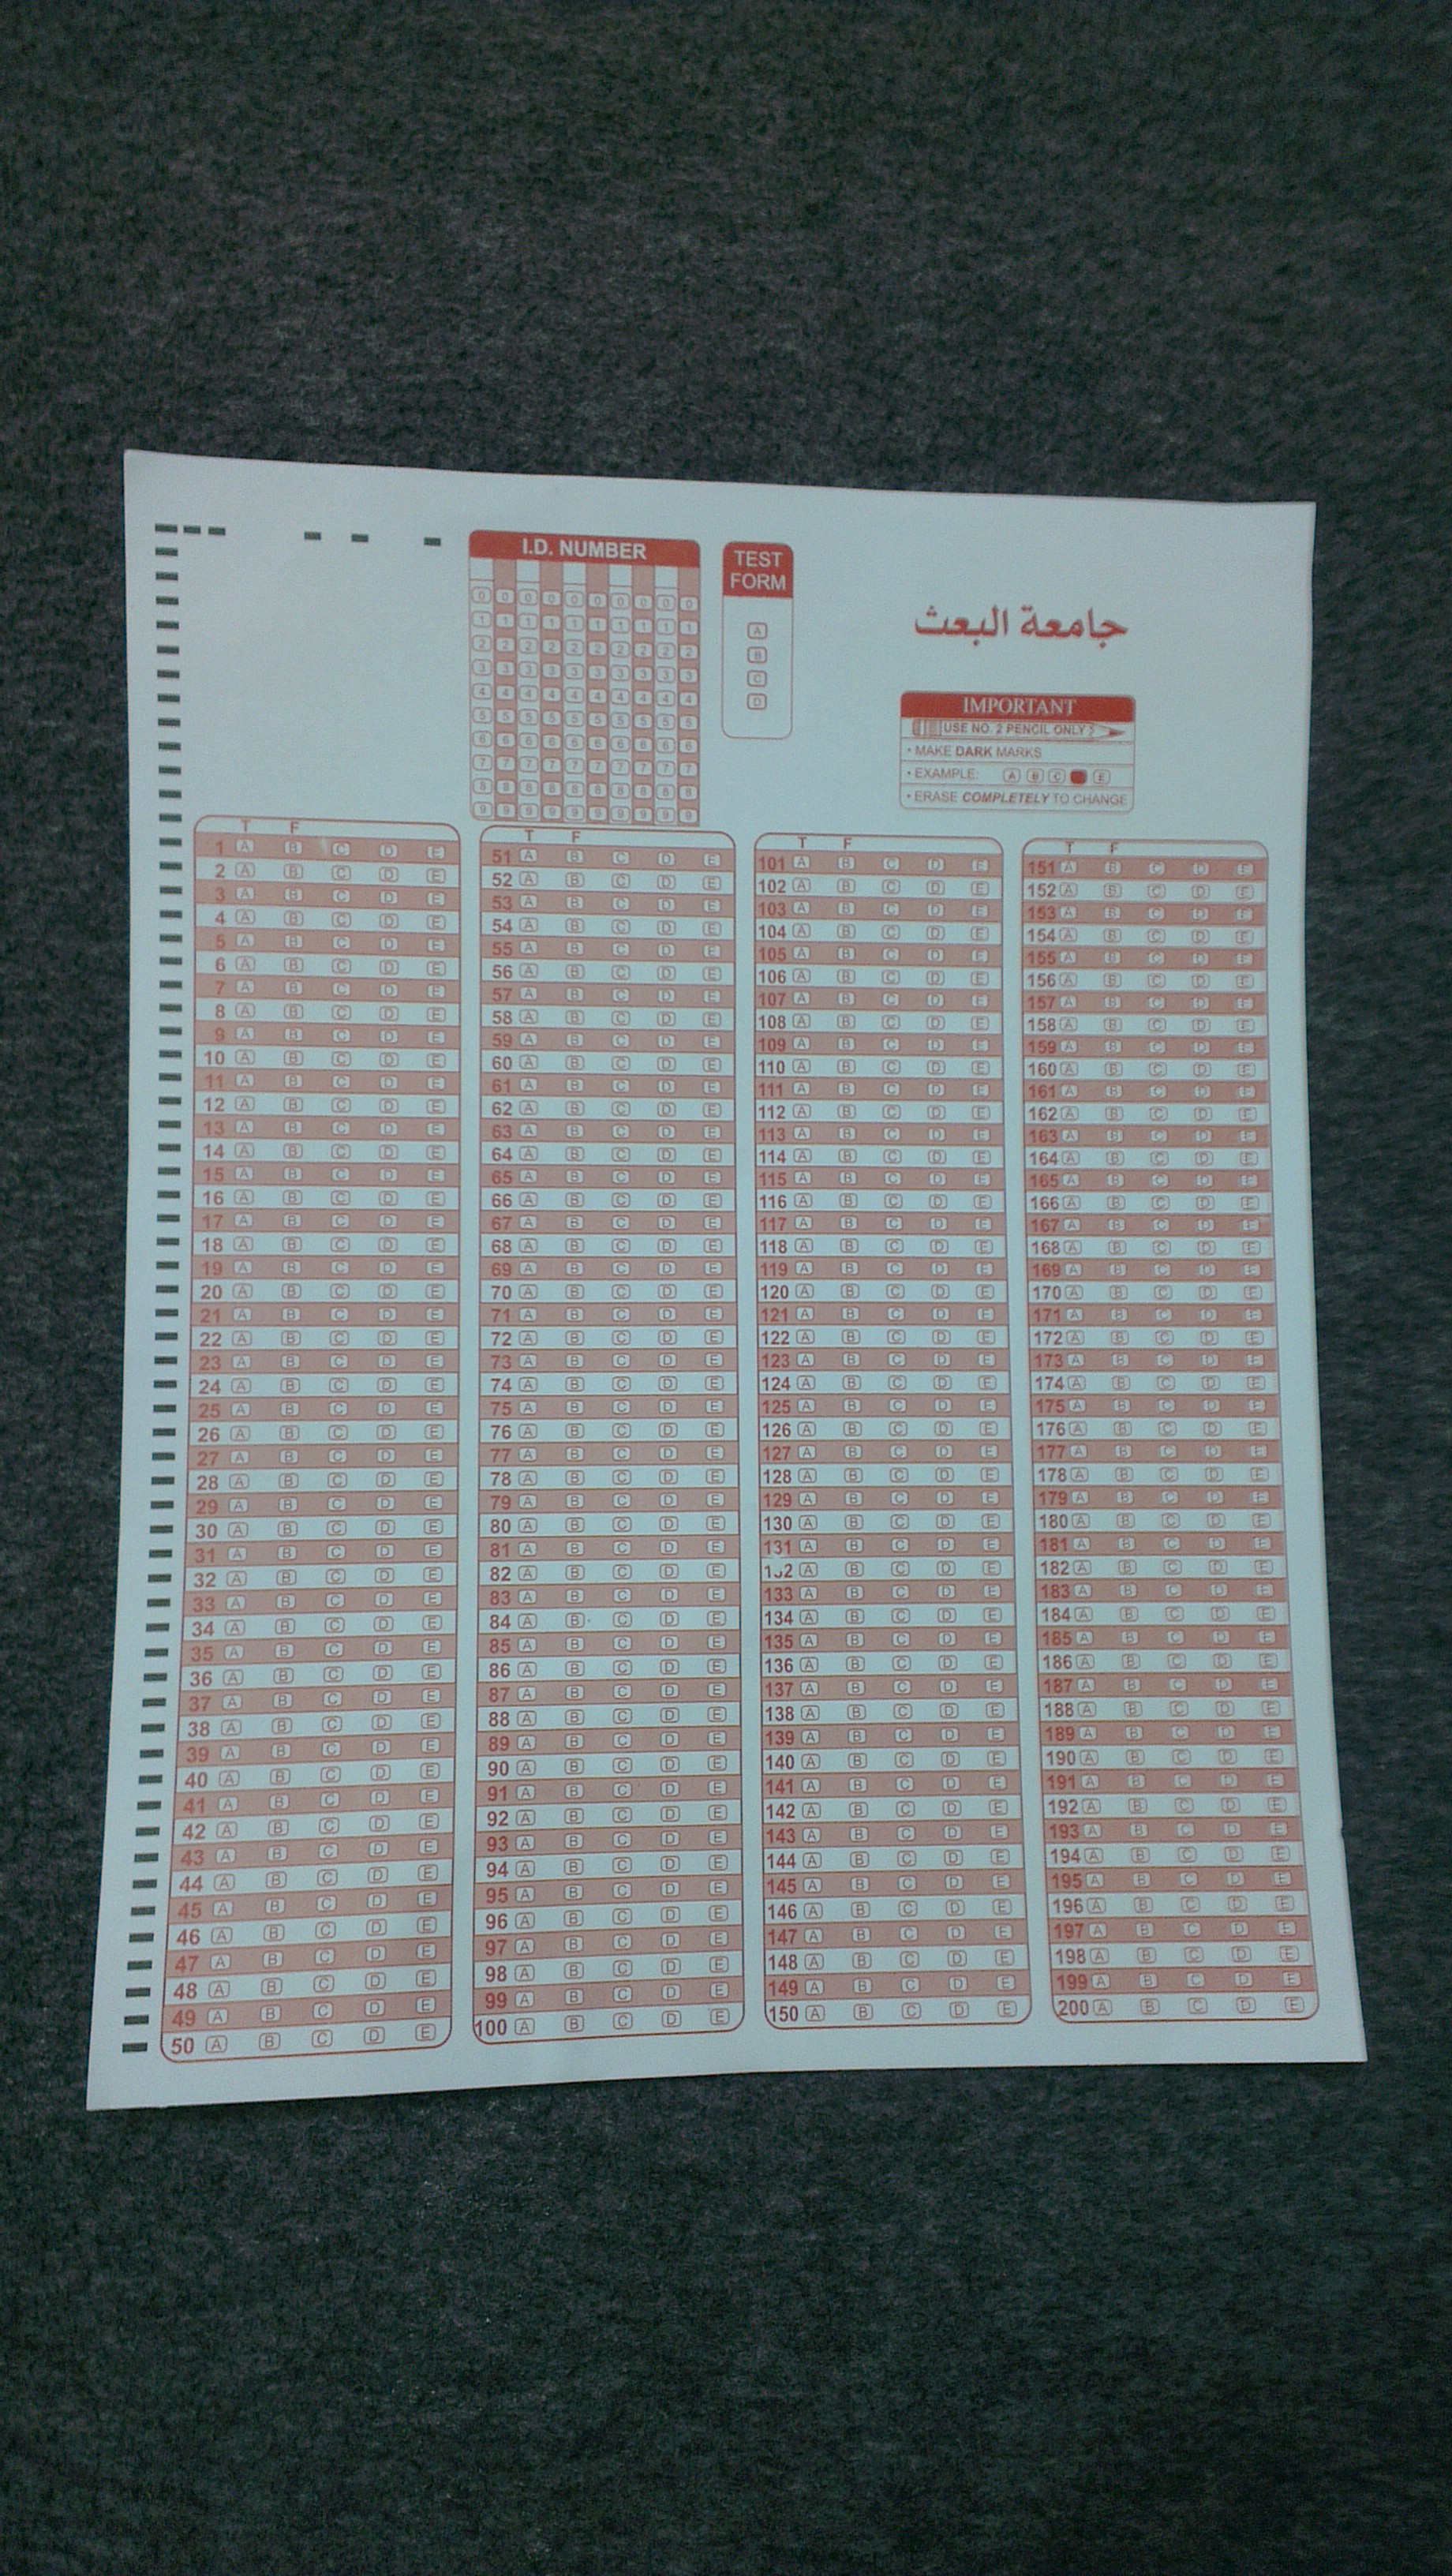 I.D. NUMBER
0 0 0 0 0 0 0 0 0 0
1 1 1 1 1 1 1 1 1 1
2 2 2 2 2 2 2 2 2 2
3 3 3 3 3 3 3 3 3 3
4 4 4 4 4 4 4 4 4 4
5 5 5 5 5 5 5 5 5 5
6 6 6 6 6 6 6 6 6 6
7 7 7 7 7 7 7 7 7 7
8 8 8 8 8 8 8 8 8 8
9 9 9 9 9 9 9 9 9 9
TEST
FORM
A
B
C
D
جامعة البعث
IMPORTANT
USE NO. 2 PENCIL ONLY
• MAKE DARK MARKS
• EXAMPLE: A B C E
• ERASE COMPLETELY TO CHANGE
T F
1 A B C D E
2 A B C D E
3 A B C D E
4 A B C D E
5 A B C D E
6 A B C D E
7 A B C D E
8 A B C D E
9 A B C D E
10 A B C D E
11 A B C D E
12 A B C D E
13 A B C D E
14 A B C D E
15 A B C D E
16 A B C D E
17 A B C D E
18 A B C D E
19 A B C D E
20 A B C D E
21 A B C D E
22 A B C D E
23 A B C D E
24 A B C D E
25 A B C D E
26 A B C D E
27 A B C D E
28 A B C D E
29 A B C D E
30 A B C D E
31 A B C D E
32 A B C D E
33 A B C D E
34 A B C D E
35 A B C D E
36 A B C D E
37 A B C D E
38 A B C D E
39 A B C D E
40 A B C D E
41 A B C D E
42 A B C D E
43 A B C D E
44 A B C D E
45 A B C D E
46 A B C D E
47 A B C D E
48 A B C D E
49 A B C D E
50 A B C D E
T F
51 A B C D E
52 A B C D E
53 A B C D E
54 A B C D E
55 A B C D E
56 A B C D E
57 A B C D E
58 A B C D E
59 A B C D E
60 A B C D E
61 A B C D E
62 A B C D E
63 A B C D E
64 A B C D E
65 A B C D E
66 A B C D E
67 A B C D E
68 A B C D E
69 A B C D E
70 A B C D E
71 A B C D E
72 A B C D E
73 A B C D E
74 A B C D E
75 A B C D E
76 A B C D E
77 A B C D E
78 A B C D E
79 A B C D E
80 A B C D E
81 A B C D E
82 A B C D E
83 A B C D E
84 A B C D E
85 A B C D E
86 A B C D E
87 A B C D E
88 A B C D E
89 A B C D E
90 A B C D E
91 A B C D E
92 A B C D E
93 A B C D E
94 A B C D E
95 A B C D E
96 A B C D E
97 A B C D E
98 A B C D E
99 A B C D E
100 A B C D E
T F
101 A B C D E
102 A B C D E
103 A B C D E
104 A B C D E
105 A B C D E
106 A B C D E
107 A B C D E
108 A B C D E
109 A B C D E
110 A B C D E
111 A B C D E
112 A B C D E
113 A B C D E
114 A B C D E
115 A B C D E
116 A B C D E
117 A B C D E
118 A B C D E
119 A B C D E
120 A B C D E
121 A B C D E
122 A B C D E
123 A B C D E
124 A B C D E
125 A B C D E
126 A B C D E
127 A B C D E
128 A B C D E
129 A B C D E
130 A B C D E
131 A B C D E
132 A B C D E
133 A B C D E
134 A B C D E
135 A B C D E
136 A B C D E
137 A B C D E
138 A B C D E
139 A B C D E
140 A B C D E
141 A B C D E
142 A B C D E
143 A B C D E
144 A B C D E
145 A B C D E
146 A B C D E
147 A B C D E
148 A B C D E
149 A B C D E
150 A B C D E
T F
151 A B C D E
152 A B C D E
153 A B C D E
154 A B C D E
155 A B C D E
156 A B C D E
157 A B C D E
158 A B C D E
159 A B C D E
160 A B C D E
161 A B C D E
162 A B C D E
163 A B C D E
164 A B C D E
165 A B C D E
166 A B C D E
167 A B C D E
168 A B C D E
169 A B C D E
170 A B C D E
171 A B C D E
172 A B C D E
173 A B C D E
174 A B C D E
175 A B C D E
176 A B C D E
177 A B C D E
178 A B C D E
179 A B C D E
180 A B C D E
181 A B C D E
182 A B C D E
183 A B C D E
184 A B C D E
185 A B C D E
186 A B C D E
187 A B C D E
188 A B C D E
189 A B C D E
190 A B C D E
191 A B C D E
192 A B C D E
193 A B C D E
194 A B C D E
195 A B C D E
196 A B C D E
197 A B C D E
198 A B C D E
199 A B C D E
200 A B C D E